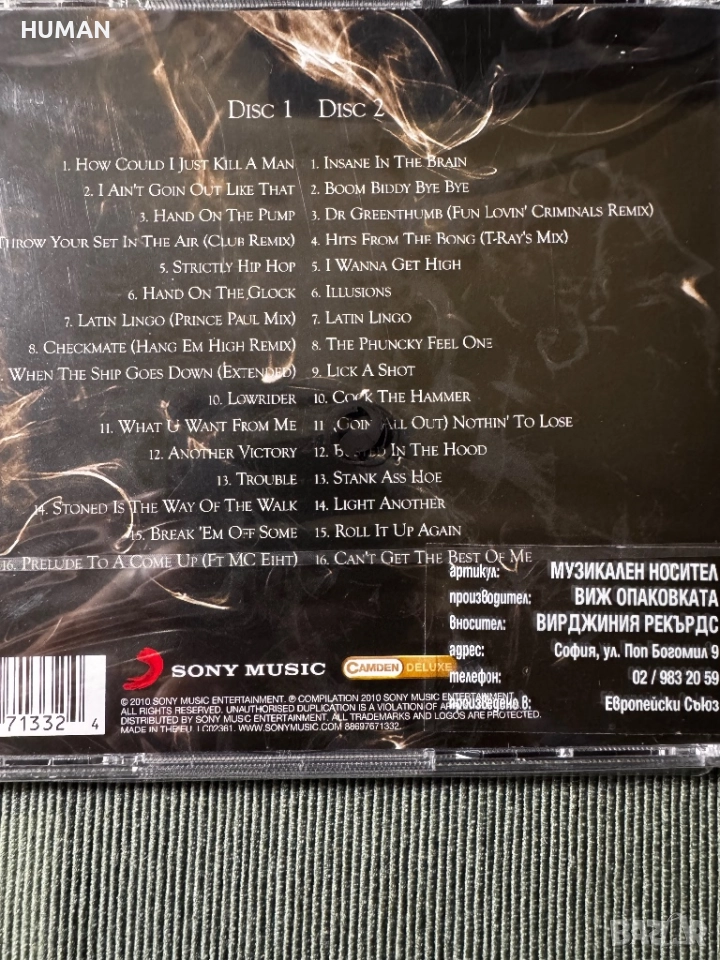 HUMAN
DISC 1 DISC 2
1. HOW COULD I JUST KILL A MAN
2. I AIN'T GOIN OUT LIKE THAT
3. HAND ON THE PUMP
THROW YOUR SET IN THE AIR (CLUB REMIX)
5. STRICTLY HIP HOP
6. HAND ON THE GLOCK
7. LATIN LINGO (PRINCE PAUL MIX)
8. CHECKMATE (HANG EM HIGH REMIX)
. WHEN THE SHIP GOES DOWN (EXTENDED)
10. LOWRIDER
11. WHAT U WANT FROM ME
12. ANOTHER VICTORY
13. TROUBLE
14. STONED IS THE WAY OF THE WALK
15. BREAK 'EM OFF SOME
16. PRELUDE TO A COME UP (FT MC EIHT)
1. INSANE IN THE BRAIN
2. BOOM BIDDY BYE BYE
3. DR GREENTHUMB (FUN LOVIN' CRIMINALS REMIX)
4. HITS FROM THE BONG (T-RAY'S MIX)
5. I WANNA GET HIGH
6. ILLUSIONS
7. LATIN LINGO
8. THE PHUNCKY FEEL ONE
9. LICK A SHOT
10. COCK THE HAMMER
11. (GOIN' ALL OUT) NOTHIN' TO LOSE
12. IN THE HOOD
13. STANK ASS HOE
14. LIGHT ANOTHER
15. ROLL IT UP AGAIN
16. CAN'T GET THE BEST OF ME
артикул: МУЗИКАЛЕН НОСИТЕЛ
производител: ВИЖ ОПАКОВКАТА
вносител: ВИРДЖИНИЯ РЕКЪРДС
адрес: София, ул. Поп Богомил 9
телефон: 02 / 983 20 59
произведено в: Европейски Съюз
71332 4
SONY MUSIC
CAMDEN DELUXE
© 2010 SONY MUSIC ENTERTAINMENT. ℗ COMPILATION 2010 SONY MUSIC ENTERTAINMENT.
ALL RIGHTS RESERVED. UNAUTHORISED DUPLICATION IS A VIOLATION OF
DISTRIBUTED BY SONY MUSIC ENTERTAINMENT. ALL TRADEMARKS AND LOGOS ARE PROTECTED.
MADE IN THE EU. LC02361. WWW.SONYMUSIC.COM 88697671332
BAZAR